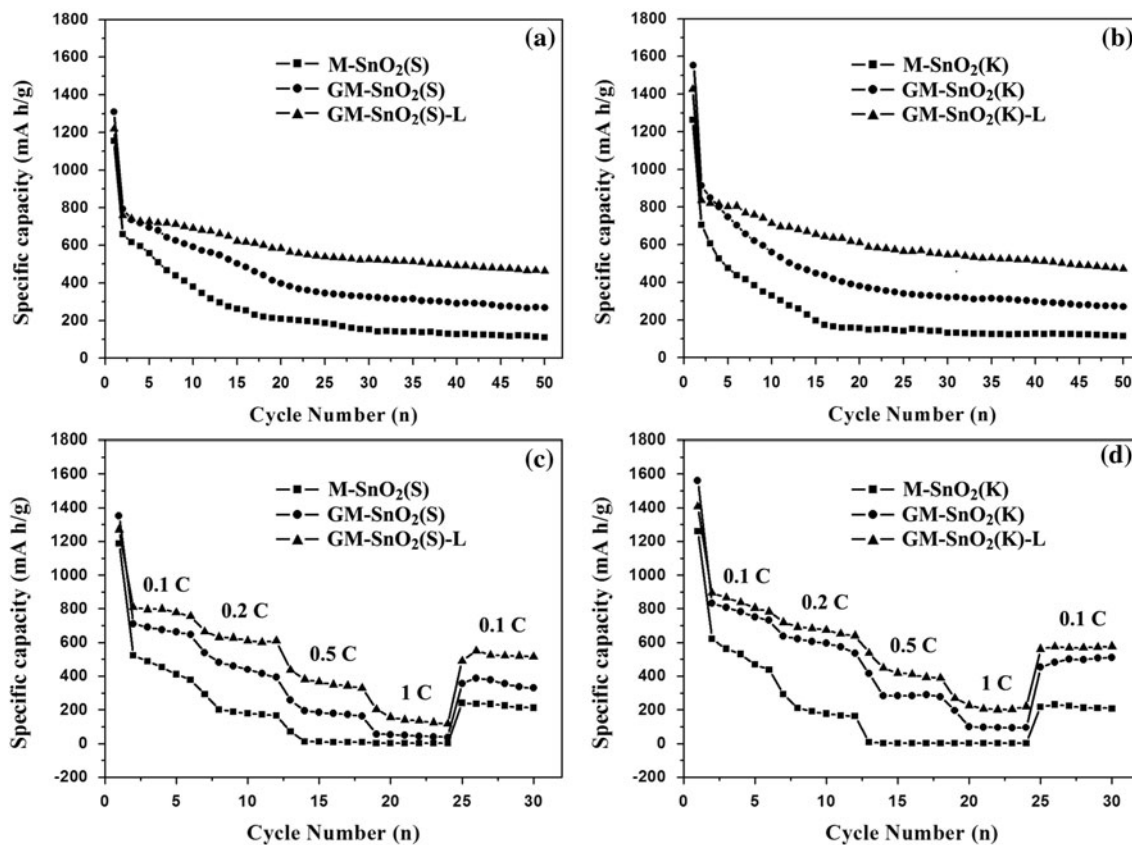 (a)
M-SnO₂(S)
GM-SnO₂(S)
GM-SnO₂(S)-L
Specific capacity (mA h/g)
1800
1600
1400
1200
1000
800
600
400
200
0
0 5 10 15 20 25 30 35 40 45 50
Cycle Number (n)
(b)
M-SnO₂(K)
GM-SnO₂(K)
GM-SnO₂(K)-L
Specific capacity (mA h/g)
1800
1600
1400
1200
1000
800
600
400
200
0
0 5 10 15 20 25 30 35 40 45 50
Cycle Number (n)
(c)
M-SnO₂(S)
GM-SnO₂(S)
GM-SnO₂(S)-L
0.1 C
0.2 C
0.5 C
1 C
0.1 C
Specific capacity (mA h/g)
1800
1600
1400
1200
1000
800
600
400
200
0
-200
0 5 10 15 20 25 30
Cycle Number (n)
(d)
M-SnO₂(K)
GM-SnO₂(K)
GM-SnO₂(K)-L
0.1 C
0.2 C
0.5 C
1 C
0.1 C
Specific capacity (mA h/g)
1800
1600
1400
1200
1000
800
600
400
200
0
-200
0 5 10 15 20 25 30
Cycle Number (n)